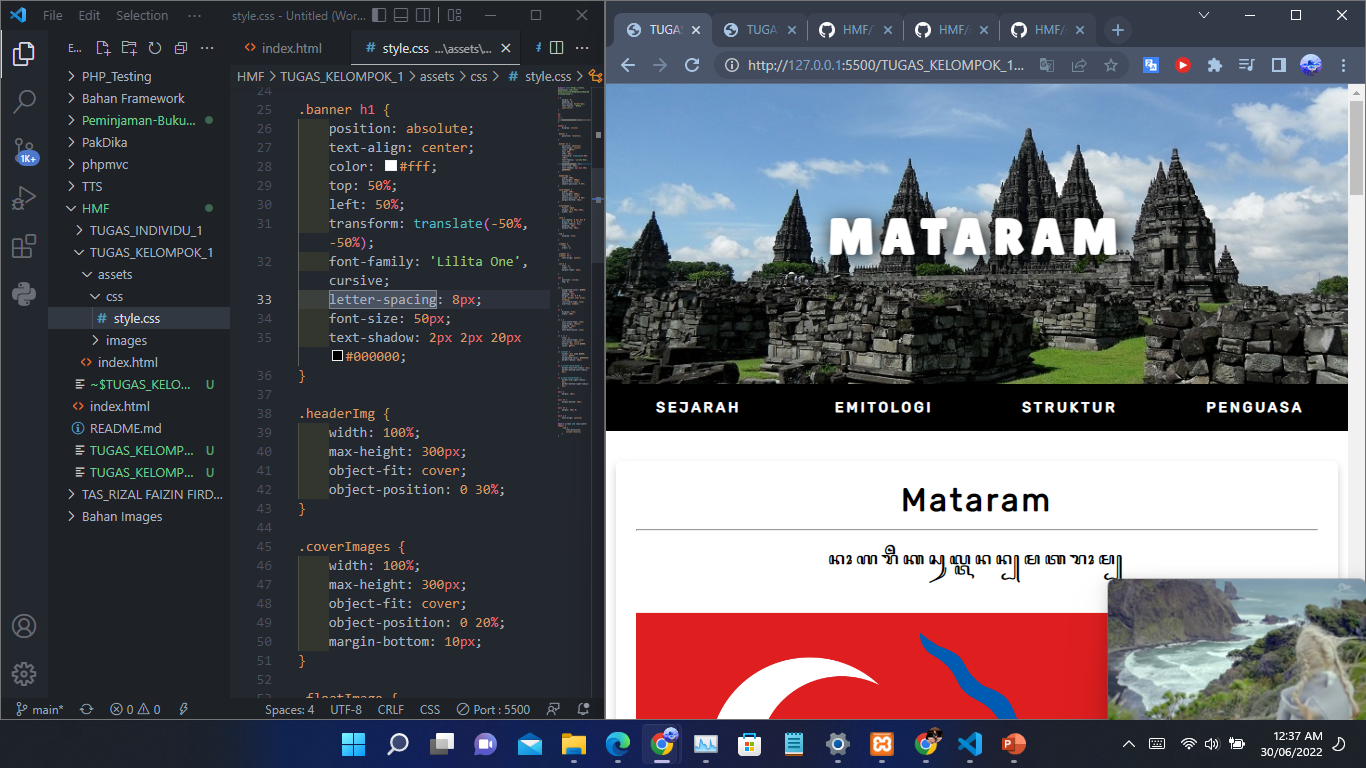 File Edit Selection ··· style.css - Untitled (Wor...
E... ···
PHP_Testing
Bahan Framework
Peminjaman-Buku...
PakDika
phpmvc
TTS
HMF
TUGAS_INDIVIDU_1
TUGAS_KELOMPOK_1
assets
css
# style.css
images
index.html
~$TUGAS_KELO... U
index.html
README.md
TUGAS_KELOMP... U
TUGAS_KELOMP... U
TAS_RIZAL FAIZIN FIRD...
Bahan Images
1K+
index.html # style.css ...\assets\... #
HMF > TUGAS_KELOMPOK_1 > assets > css > # style.css >
24
25 .banner h1 {
26 position: absolute;
27 text-align: center;
28 color: #fff;
29 top: 50%;
30 left: 50%;
31 transform: translate(-50%,
-50%);
32 font-family: 'Lilita One',
cursive;
33 letter-spacing: 8px;
34 font-size: 50px;
35 text-shadow: 2px 2px 20px
#000000;
36 }
37
38 .headerImg {
39 width: 100%;
40 max-height: 300px;
41 object-fit: cover;
42 object-position: 0 30%;
43 }
44
45 .coverImages {
46 width: 100%;
47 max-height: 300px;
48 object-fit: cover;
49 object-position: 0 20%;
50 margin-bottom: 10px;
51 }
52
53 .floatImage {
main* 0 0 Spaces: 4 UTF-8 CRLF CSS Port : 5500
TUGAS TUGAS HMF/ HMF/ HMF/
http://127.0.0.1:5500/TUGAS_KELOMPOK_1...
MATARAM
SEJARAH EMITOLOGI STRUKTUR PENGUASA
Mataram
12:37 AM
30/06/2022